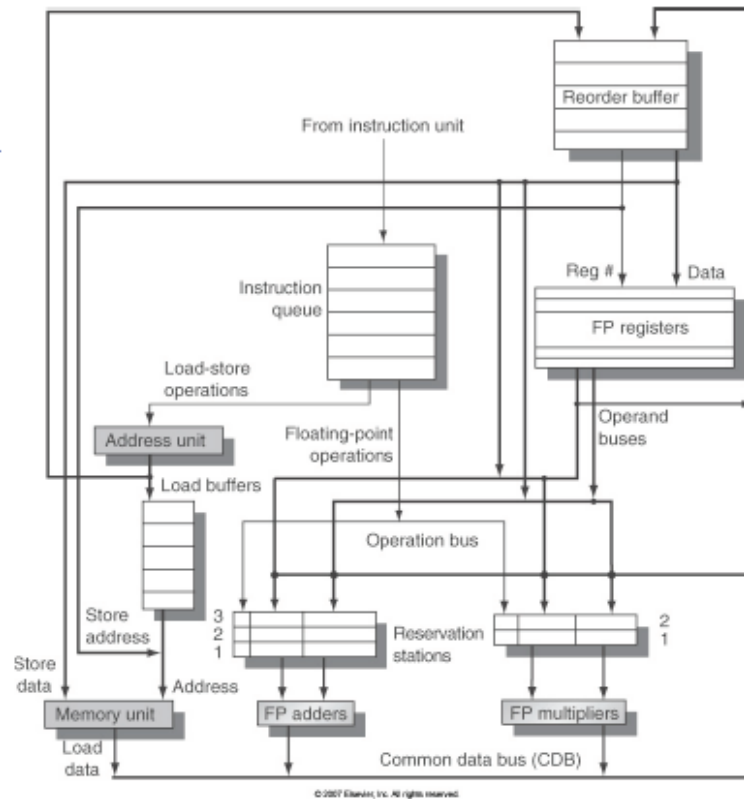 Reorder buffer
From instruction unit
Reg #
Data
Instruction
queue
FP registers
Load-store
operations
Operand
buses
Address unit
Floating-point
operations
Load buffers
Operation bus
Store
address
3
2
1
Reservation
stations
2
1
Store
data
Address
Memory unit
FP adders
FP multipliers
Load
data
Common data bus (CDB)
© 2007 Elsevier, Inc. All rights reserved.